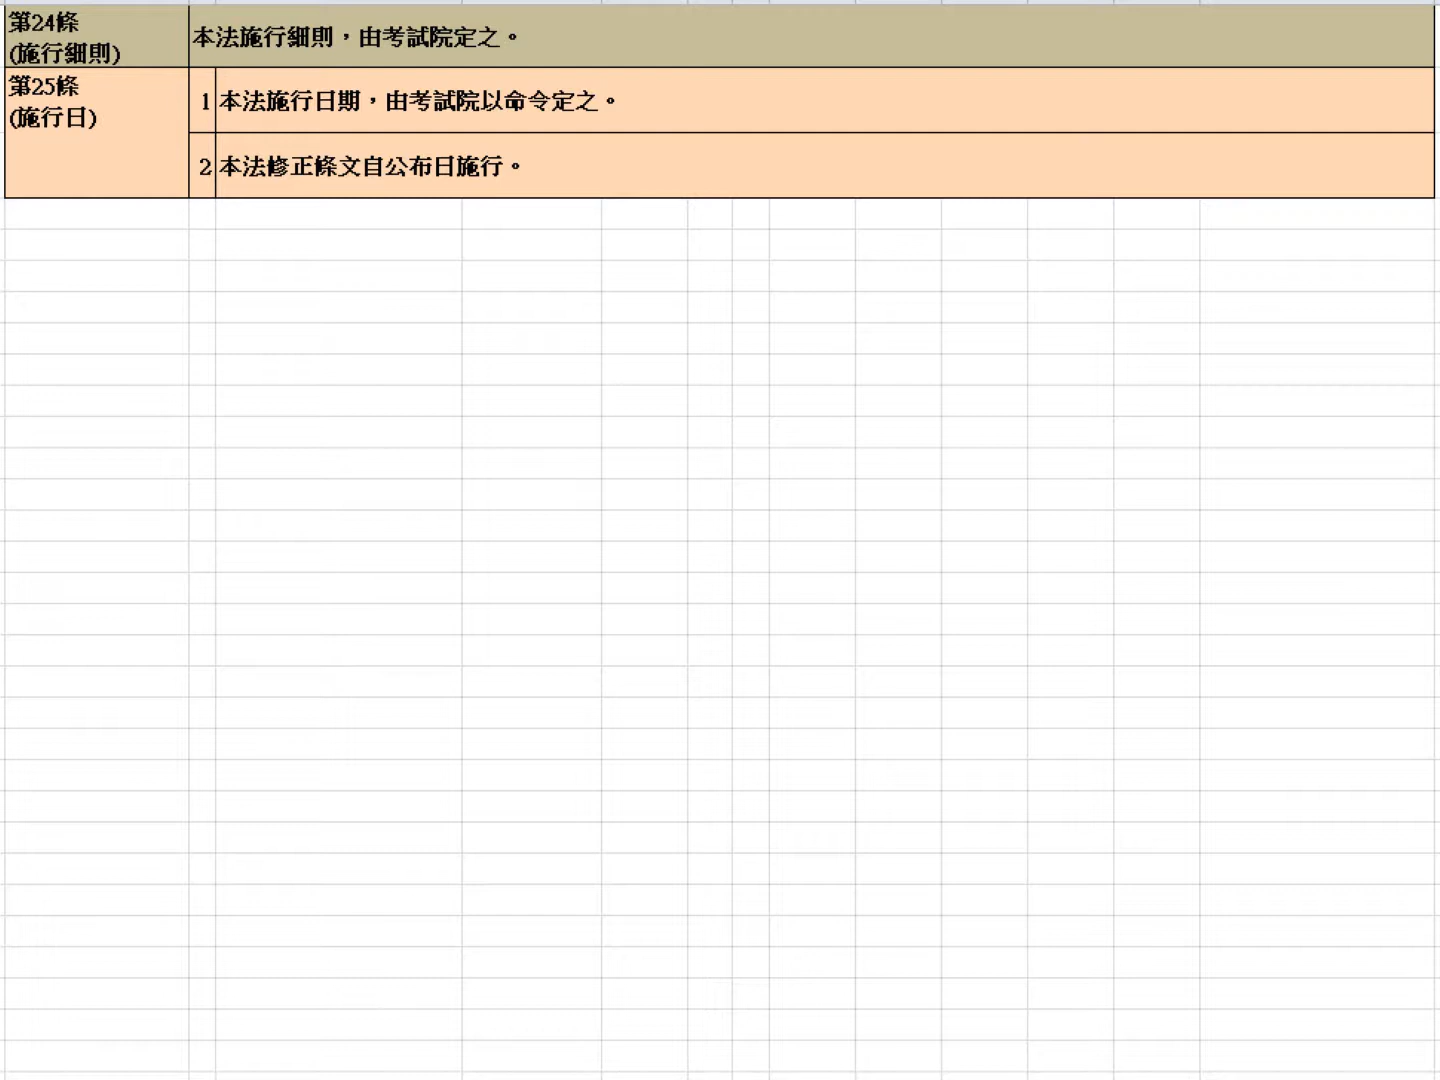 第24條
(施行細則)
本法施行細則，由考試院定之。
第25條
(施行日)
1 本法施行日期，由考試院以命令定之。
2 本法修正條文自公布日施行。